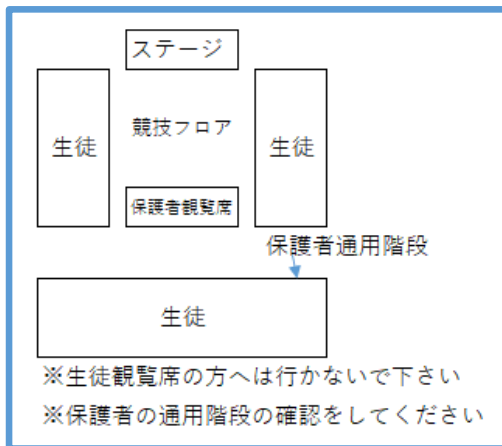 ステージ
生徒
競技フロア
生徒
保護者観覧席
保護者通用階段
生徒
※生徒観覧席の方へは行かないで下さい
※保護者の通用階段の確認をしてください